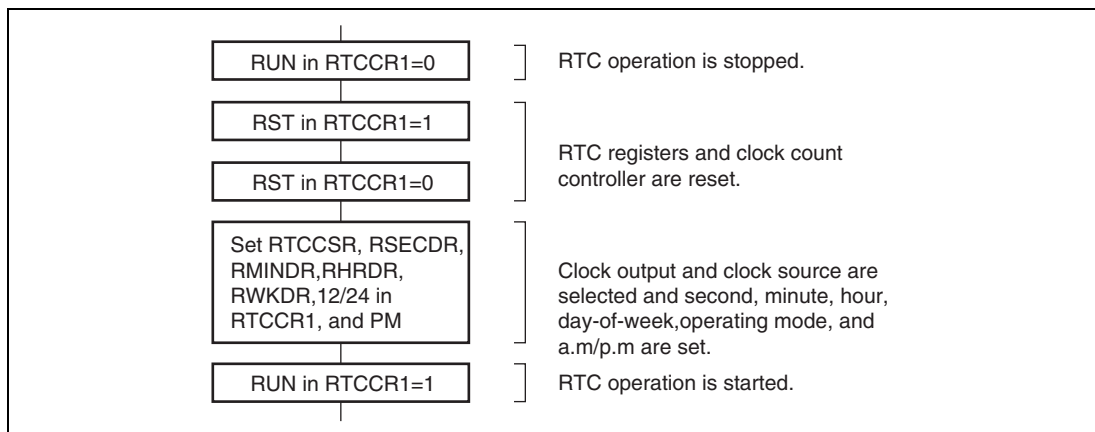 RUN in RTCCR1=0
RTC operation is stopped.
RST in RTCCR1=1
RST in RTCCR1=0
RTC registers and clock count
controller are reset.
Set RTCCSR, RSECDR,
RMINDR,RHRDR,
RWKDR,12/24 in
RTCCR1, and PM
Clock output and clock source are
selected and second, minute, hour,
day-of-week,operating mode, and
a.m/p.m are set.
RUN in RTCCR1=1
RTC operation is started.